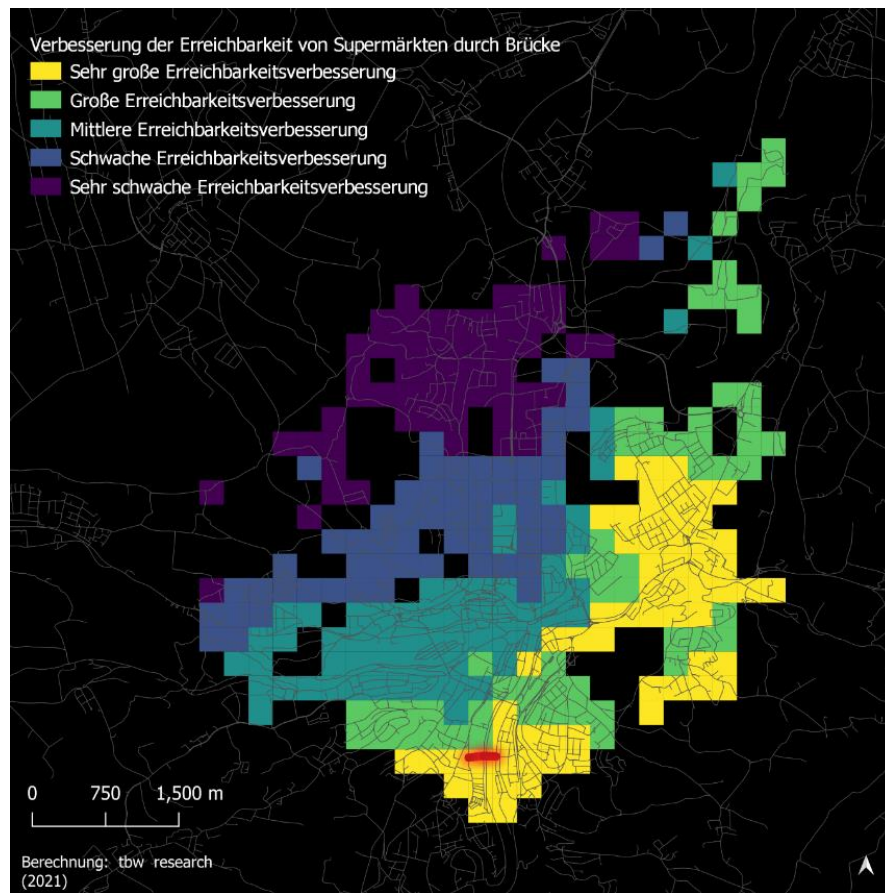 Verbesserung der Erreichbarkeit von Supermärkten durch Brücke
Sehr große Erreichbarkeitsverbesserung
Große Erreichbarkeitsverbesserung
Mittlere Erreichbarkeitsverbesserung
Schwache Erreichbarkeitsverbesserung
Sehr schwache Erreichbarkeitsverbesserung
0 750 1,500 m
Berechnung: tbw research
(2021)